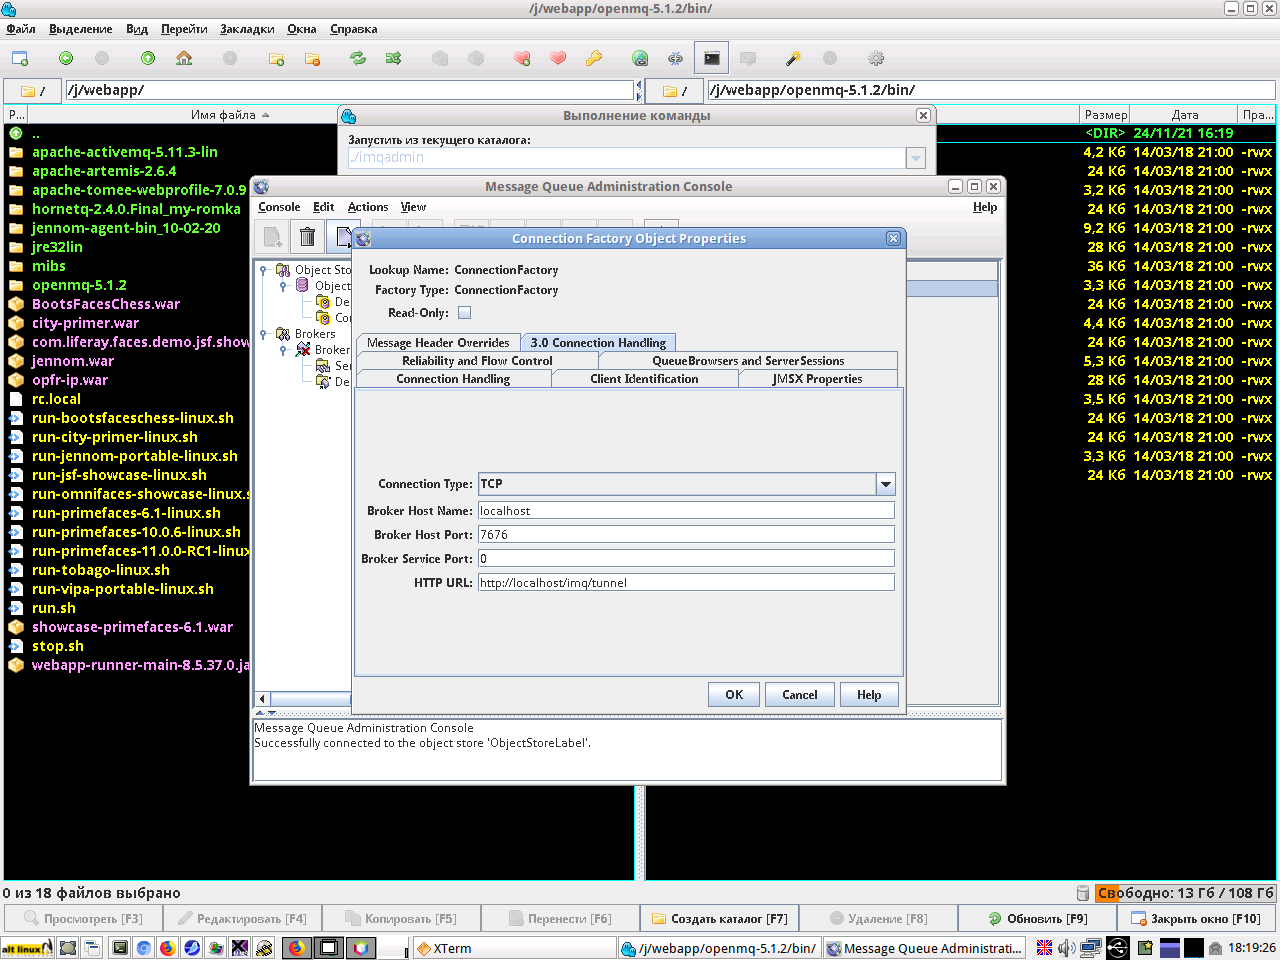 /j/webapp/openmq-5.1.2/bin/
Файл Выделение Вид Перейти Закладки Окна Справка
/ /j/webapp/ / /j/webapp/openmq-5.1.2/bin/
Р... Имя файла Размер Дата Пра...
Выполнение команды
Запустить из текущего каталога:
./imqadmin
..
apache-activemq-5.11.3-lin
apache-artemis-2.6.4
apache-tomee-webprofile-7.0.9
hornetq-2.4.0.Final_my-romka
jennom-agent-bin_10-02-20
jre32lin
mibs
openmq-5.1.2
BootsFacesChess.war
city-primer.war
com.liferay.faces.demo.jsf.show
jennom.war
opfr-ip.war
rc.local
run-bootsfaceschess-linux.sh
run-city-primer-linux.sh
run-jennom-portable-linux.sh
run-jsf-showcase-linux.sh
run-omnifaces-showcase-linux.s
run-primefaces-6.1-linux.sh
run-primefaces-10.0.6-linux.sh
run-primefaces-11.0.0-RC1-linux
run-tobago-linux.sh
run-vipa-portable-linux.sh
run.sh
showcase-primefaces-6.1.war
stop.sh
webapp-runner-main-8.5.37.0.ja
Message Queue Administration Console
Console Edit Actions View Help
Object Sto
Object
De
Co
Brokers
Broker
Se
De
Connection Factory Object Properties
Lookup Name: ConnectionFactory
Factory Type: ConnectionFactory
Read-Only:
Message Header Overrides 3.0 Connection Handling
Reliability and Flow Control QueueBrowsers and ServerSessions
Connection Handling Client Identification JMSX Properties
Connection Type: TCP
Broker Host Name: localhost
Broker Host Port: 7676
Broker Service Port: 0
HTTP URL: http://localhost/imq/tunnel
OK Cancel Help
Message Queue Administration Console
Successfully connected to the object store 'ObjectStoreLabel'.
<DIR> 24/11/21 16:19
4,2 Кб 14/03/18 21:00 -rwx
24 Кб 14/03/18 21:00 -rwx
3,2 Кб 14/03/18 21:00 -rwx
24 Кб 14/03/18 21:00 -rwx
9,2 Кб 14/03/18 21:00 -rwx
28 Кб 14/03/18 21:00 -rwx
36 Кб 14/03/18 21:00 -rwx
3,3 Кб 14/03/18 21:00 -rwx
24 Кб 14/03/18 21:00 -rwx
4,4 Кб 14/03/18 21:00 -rwx
24 Кб 14/03/18 21:00 -rwx
5,3 Кб 14/03/18 21:00 -rwx
28 Кб 14/03/18 21:00 -rwx
3,5 Кб 14/03/18 21:00 -rwx
24 Кб 14/03/18 21:00 -rwx
24 Кб 14/03/18 21:00 -rwx
3,3 Кб 14/03/18 21:00 -rwx
24 Кб 14/03/18 21:00 -rwx
0 из 18 файлов выбрано Свободно: 13 Гб / 108 Гб
Просмотреть [F3] Редактировать [F4] Копировать [F5] Перенести [F6] Создать каталог [F7] Удаление [F8] Обновить [F9] Закрыть окно [F10]
alt linux XTerm /j/webapp/openmq-5.1.2/bin/ Message Queue Administrati... 18:19:26